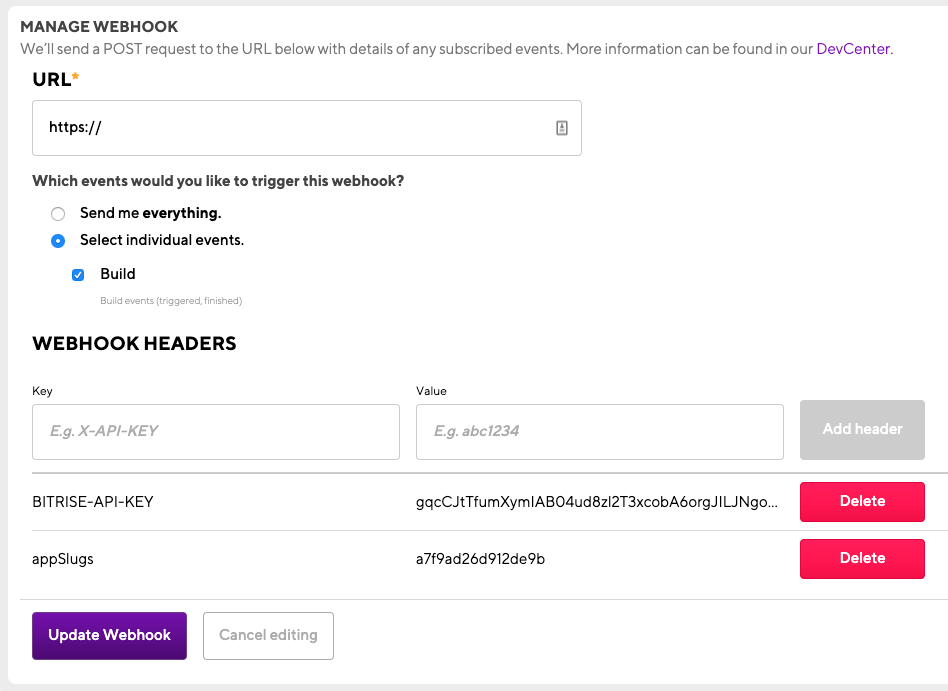 MANAGE WEBHOOK
We’ll send a POST request to the URL below with details of any subscribed events. More information can be found in our DevCenter.
URL*
https://
Which events would you like to trigger this webhook?
Send me everything.
Select individual events.
Build
Build events (triggered, finished)
WEBHOOK HEADERS
Key Value
E.g. X-API-KEY E.g. abc1234 Add header
BITRISE-API-KEY gqcCJtTfumXymIAB04ud8zl2T3xcobA6orgJILJNgo... Delete
appSlugs a7f9ad26d912de9b Delete
Update Webhook Cancel editing